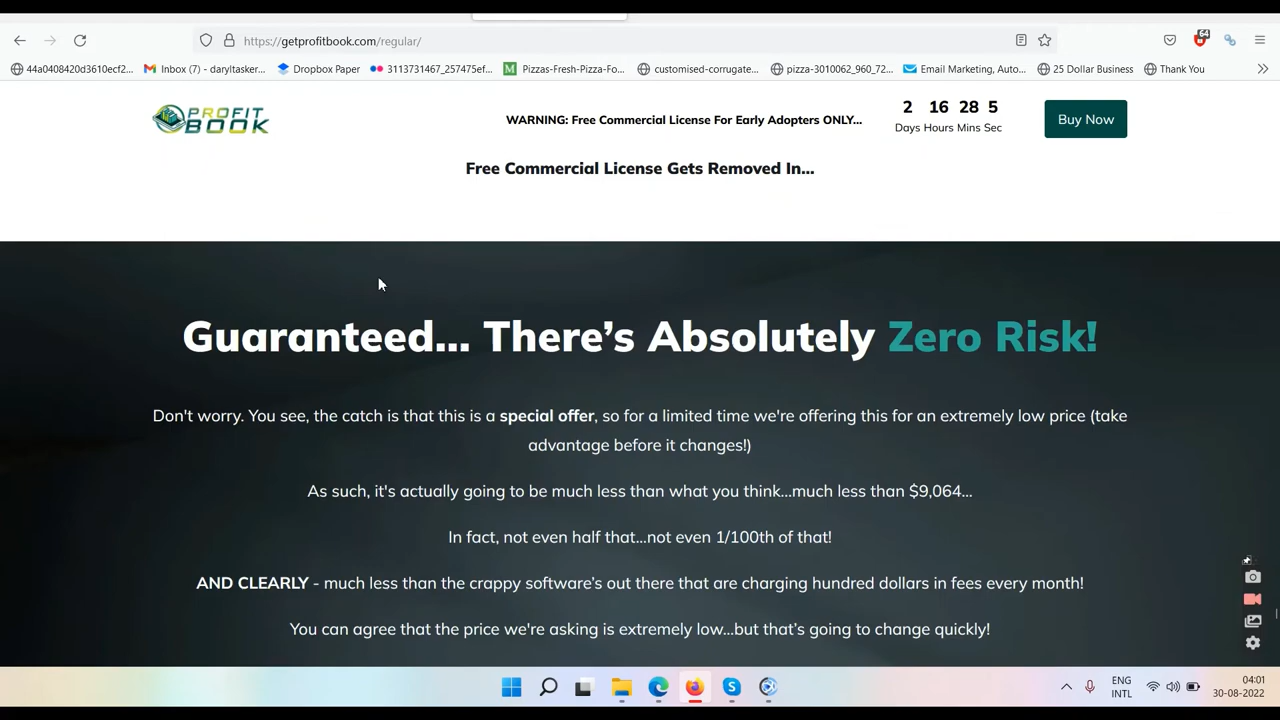 https://getprofitbook.com/regular/
64
44a0408420d3610ecf2...
Inbox (7) - daryltasker...
Dropbox Paper
3113731467_257475ef...
M
Pizzas-Fresh-Pizza-Fo...
customised-corrugate...
pizza-3010062_960_72...
Email Marketing, Auto...
25 Dollar Business
Thank You
PROFIT
BOOK
WARNING: Free Commercial License For Early Adopters ONLY...
2 16 28 5
Days Hours Mins Sec
Buy Now
Free Commercial License Gets Removed In...
Guaranteed... There's Absolutely Zero Risk!
Don't worry. You see, the catch is that this is a special offer, so for a limited time we're offering this for an extremely low price (take
advantage before it changes!)
As such, it's actually going to be much less than what you think...much less than $9,064...
In fact, not even half that...not even 1/100th of that!
AND CLEARLY - much less than the crappy software's out there that are charging hundred dollars in fees every month!
You can agree that the price we're asking is extremely low...but that's going to change quickly!
ENG
INTL
04:01
30-08-2022